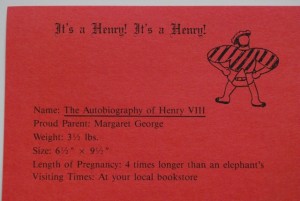 It's a Henry! It's a Henry!
Name: The Autobiography of Henry VIII
Proud Parent: Margaret George
Weight: 3½ lbs.
Size: 6½" × 9½"
Length of Pregnancy: 4 times longer than an elephant's
Visiting Times: At your local bookstore